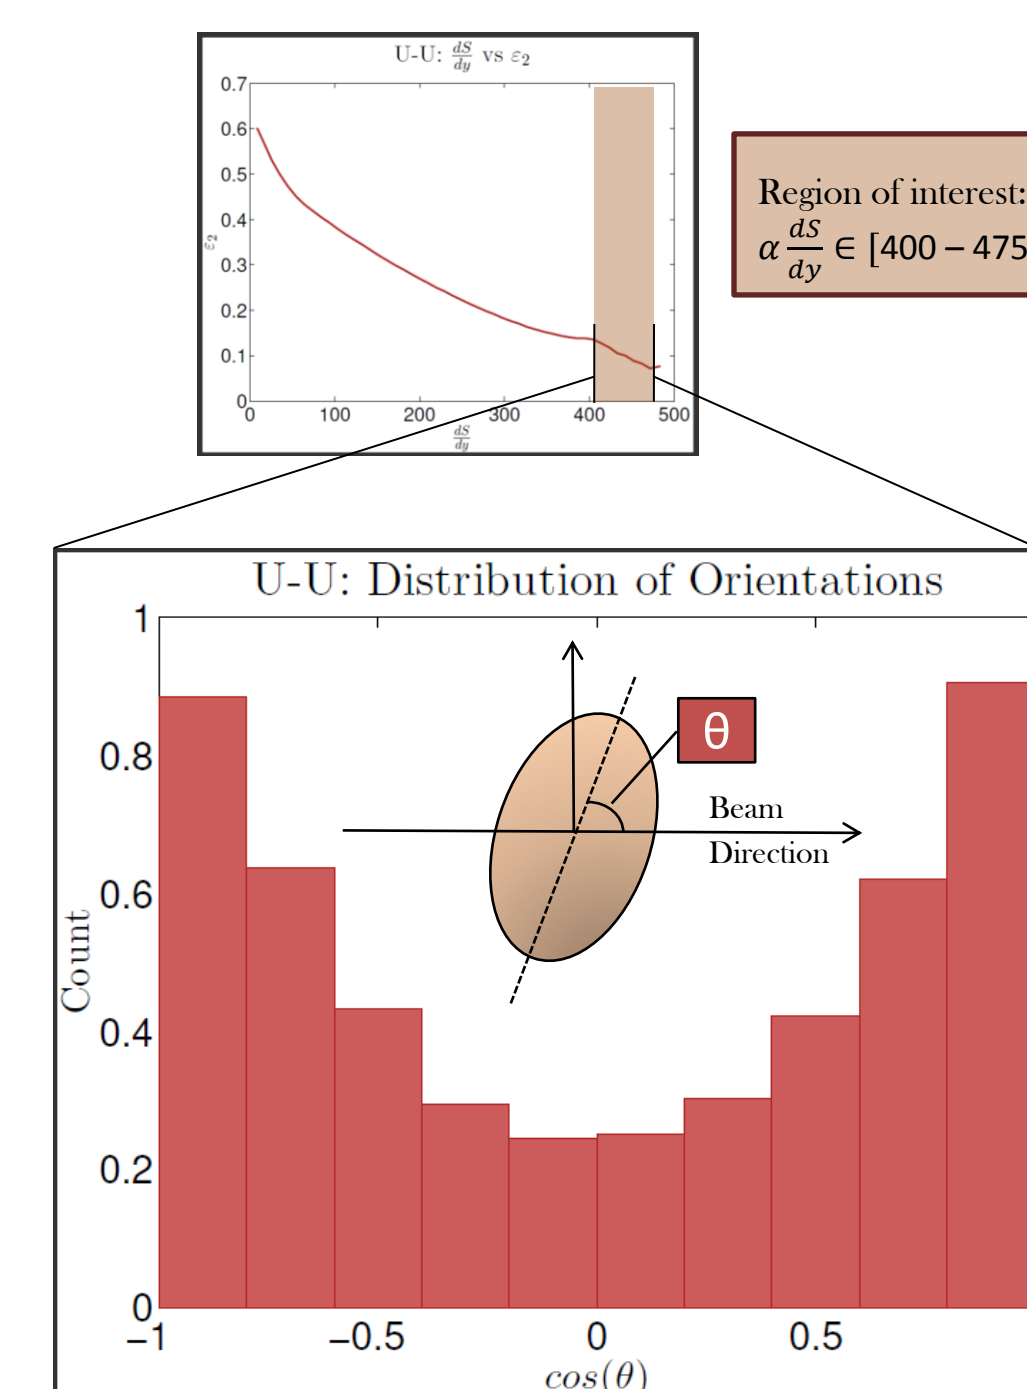 U-U: dS/dy vs ε₂
0.7
0.6
0.5
0.4
0.3
0.2
0.1
0
ε₂
0 100 200 300 400 500
dS/dy
Region of interest:
α dS/dy ∈ [400 – 475
U-U: Distribution of Orientations
1
0.8
0.6
0.4
0.2
0
Count
θ
Beam
Direction
−1 −0.5 0 0.5
cos(θ)